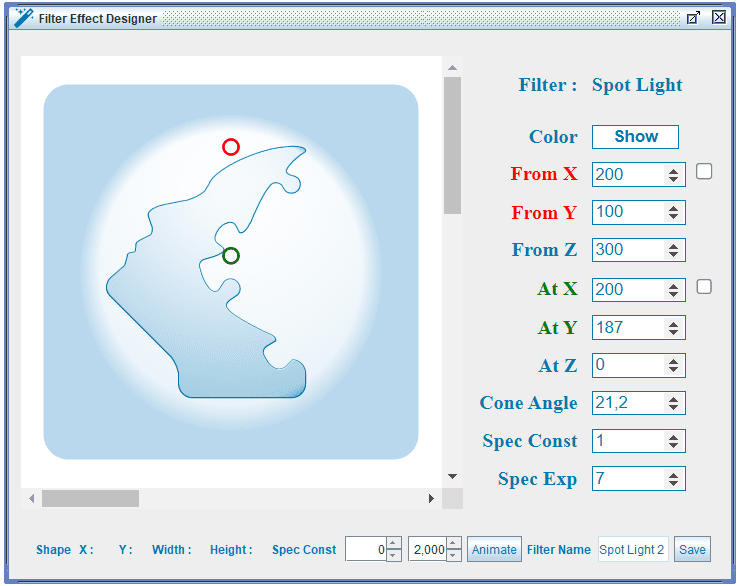 Filter Effect Designer
Filter : Spot Light
Color Show
From X 200
From Y 100
From Z 300
At X 200
At Y 187
At Z 0
Cone Angle 21,2
Spec Const 1
Spec Exp 7
Shape X : Y : Width : Height : Spec Const 0 2,000 Animate Filter Name Spot Light 2 Save